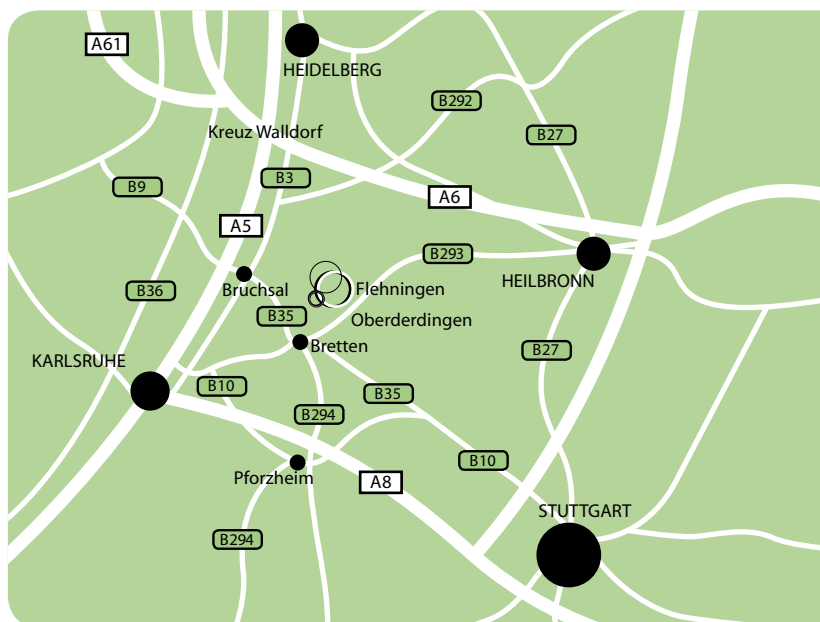 A61
HEIDELBERG
B292
B27
Kreuz Walldorf
B3
B9
A6
A5
B293
HEILBRONN
Bruchsal
B36
Flehningen
B35
Oberderdingen
Bretten
KARLSRUHE
B27
B10
B35
B294
B10
Pforzheim
A8
STUTTGART
B294